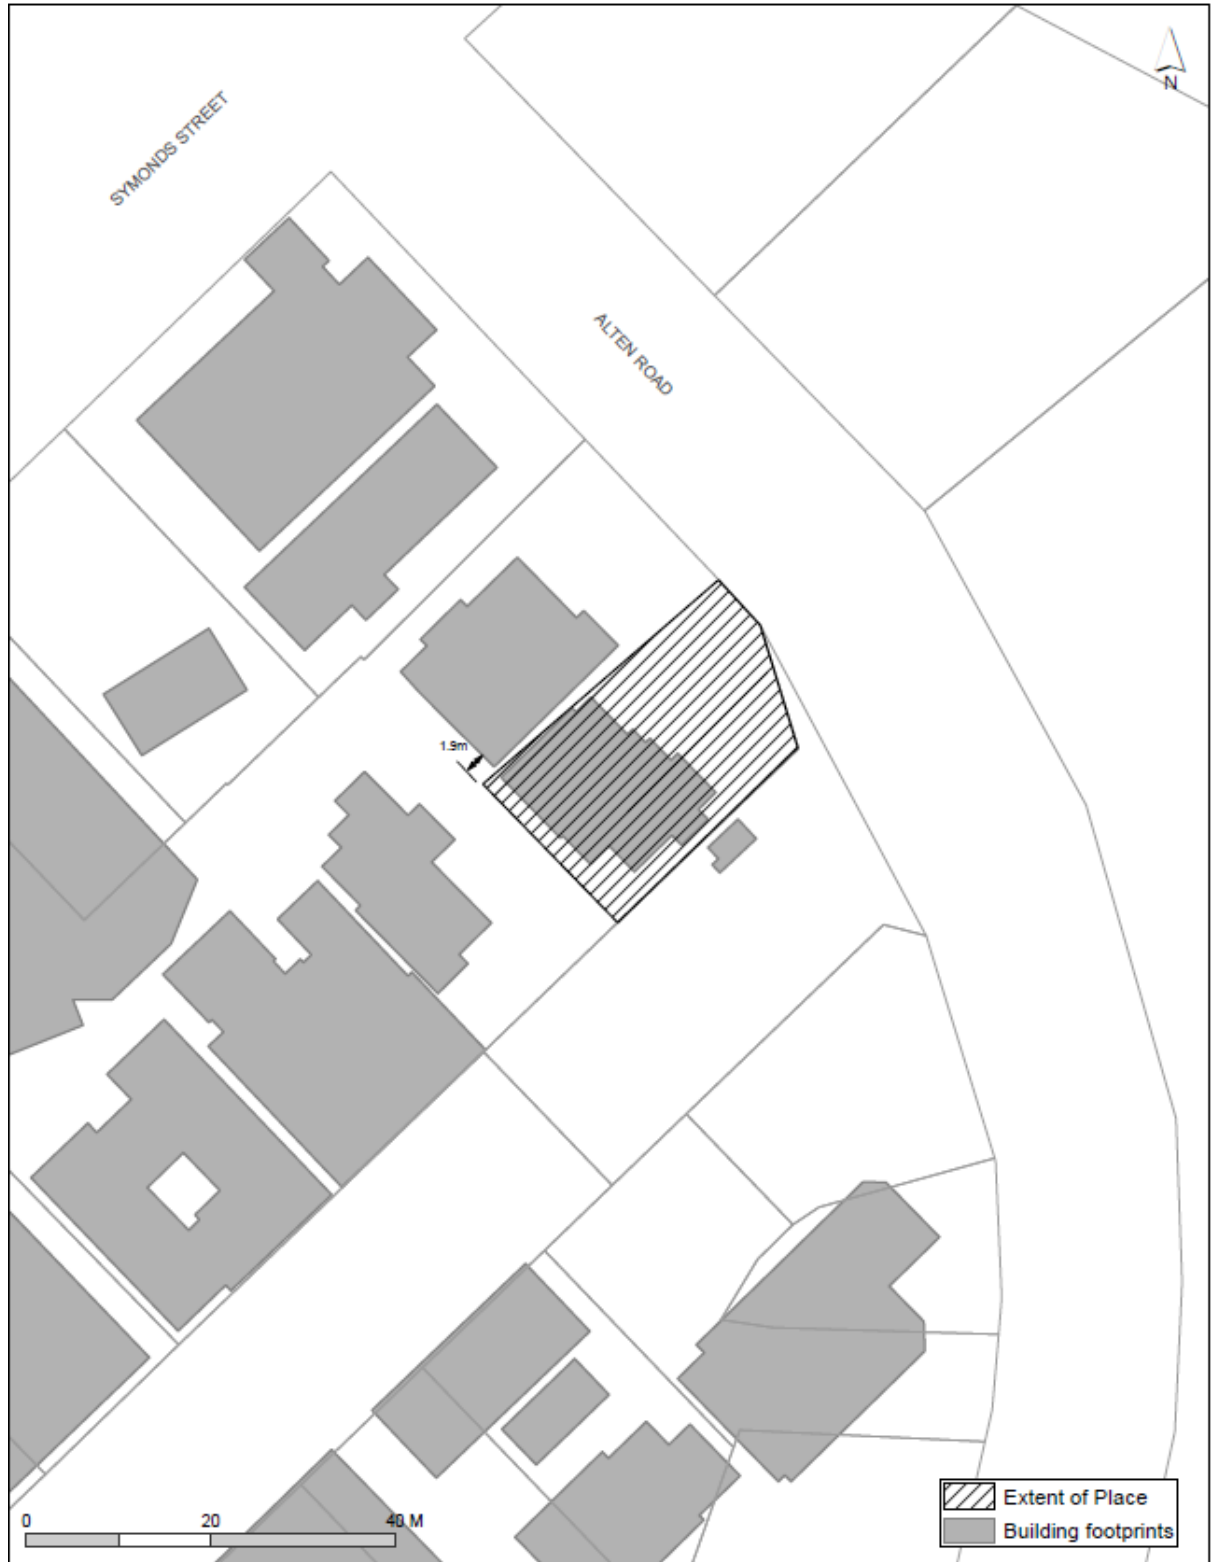 N
SYMONDS STREET
ALTEN ROAD
1.9m
0 20 40 M
Extent of Place
Building footprints